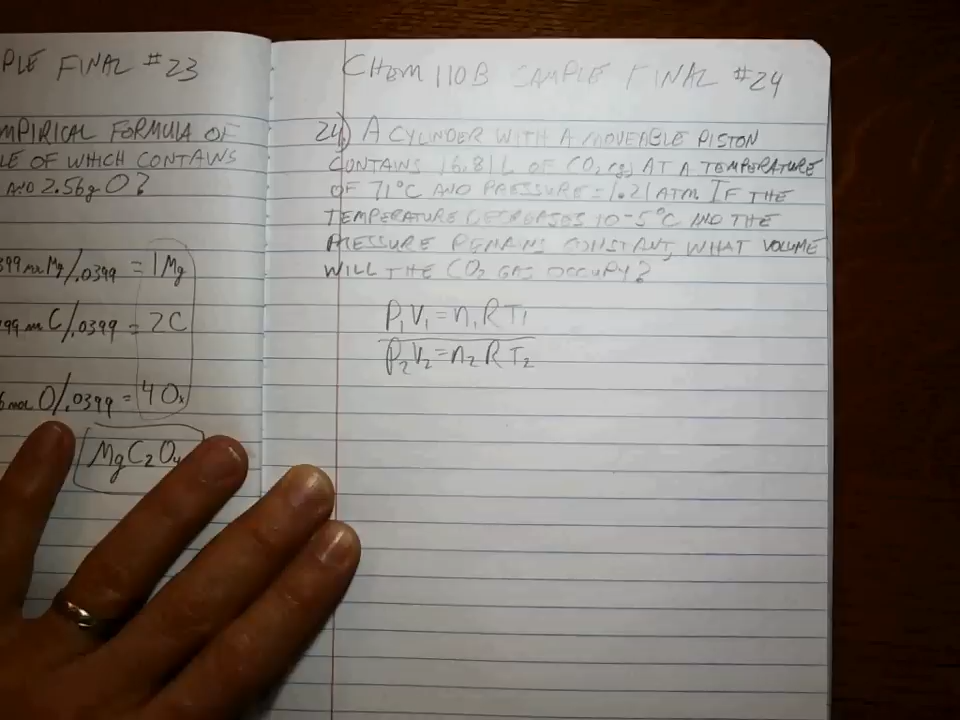 PLE FINAL #23
MPIRICAL FORMULA OF
LE OF WHICH CONTAINS
AND 2.56g O?
399 mol Mg/.0399 = 1Mg
99 mol C/.0399 = 2C
mol O/.0399 = 4 Ox
MgC2O4
CHEM 110B SAMPLE FINAL #24
24) A CYLINDER WITH A MOVEABLE PISTON
CONTAINS 16.81 L OF CO2(g) AT A TEMPERATURE
OF 71°C AND PRESSURE = 1.21 ATM. IF THE
TEMPERATURE DECREASES TO -5°C AND THE
PRESSURE REMAINS CONSTANT, WHAT VOLUME
WILL THE CO2 GAS OCCUPY?
P1V1 = n1RT1
P2V2 = n2RT2